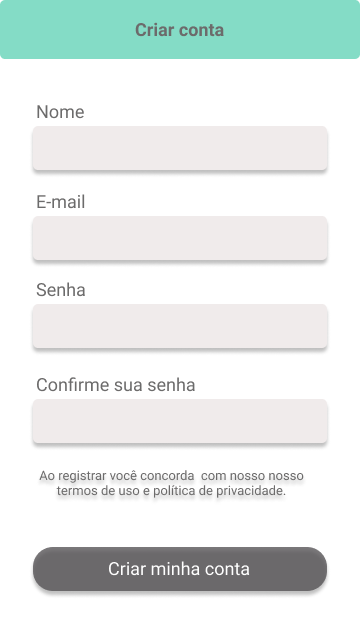 Criar conta
Nome
E-mail
Senha
Confirme sua senha
Ao registrar você concorda  com nosso nosso
termos de uso e política de privacidade.
Criar minha conta